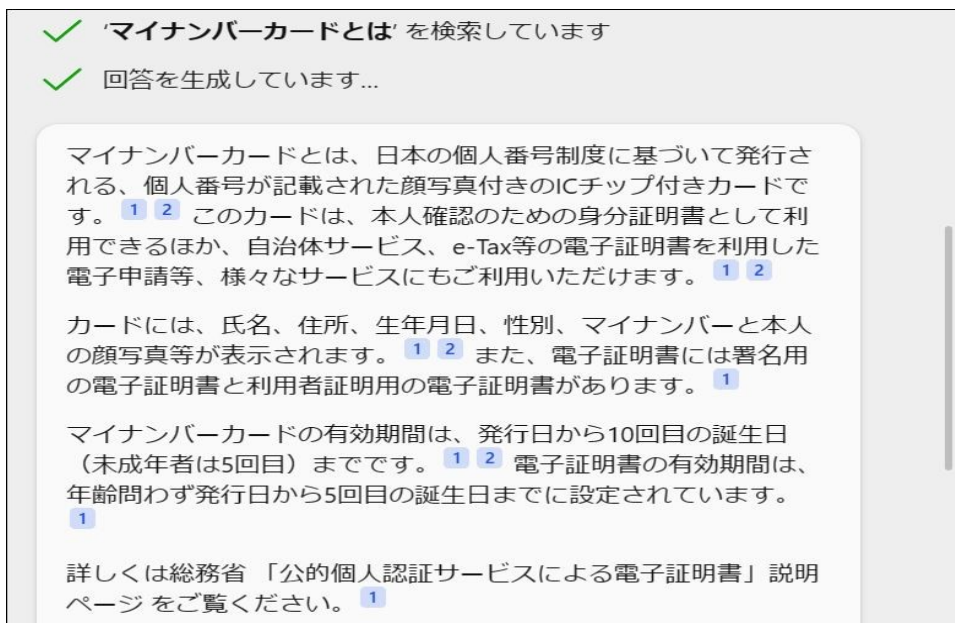 'マイナンバーカードとは' を検索しています
回答を生成しています...
マイナンバーカードとは、日本の個人番号制度に基づいて発行さ
れる、個人番号が記載された顔写真付きのICチップ付きカードで
す。 1 2 このカードは、本人確認のための身分証明書として利
用できるほか、自治体サービス、e-Tax等の電子証明書を利用した
電子申請等、様々なサービスにもご利用いただけます。 1 2
カードには、氏名、住所、生年月日、性別、マイナンバーと本人
の顔写真等が表示されます。 1 2 また、電子証明書には署名用
の電子証明書と利用者証明用の電子証明書があります。 1
マイナンバーカードの有効期間は、発行日から10回目の誕生日
（未成年者は5回目）までです。 1 2 電子証明書の有効期間は、
年齢問わず発行日から5回目の誕生日までに設定されています。
1
詳しくは総務省 「公的個人認証サービスによる電子証明書」説明
ページ をご覧ください。 1